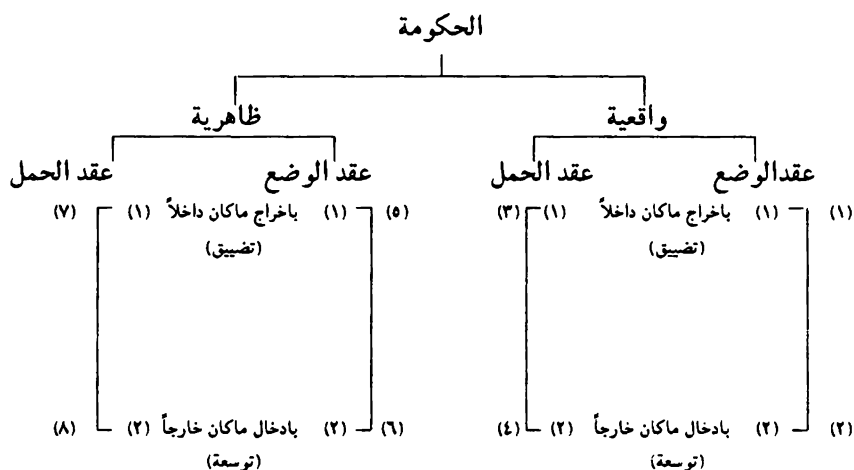 الحكومة
واقعية ظاهرية
عقدالوضع عقد الحمل عقد الوضع عقد الحمل
(١) (١) باخراج ماكان داخلاً (١) (٣) (٥) (١) باخراج ماكان داخلاً (١) (٧)
(تضييق) (تضييق)
(٢) (٢) بادخال ماكان خارجاً (٢) (٤) (٦) (٢) بادخال ماكان خارجاً (٢) (٨)
(توسعة) (توسعة)